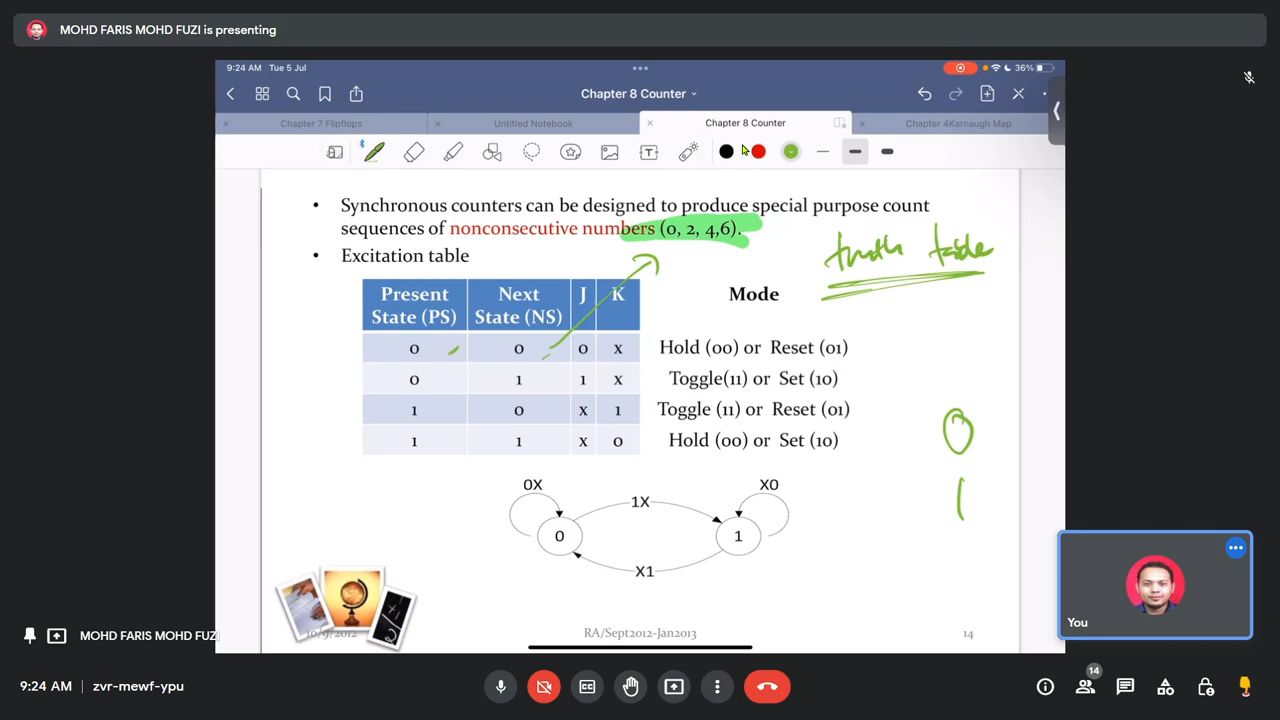 MOHD FARIS MOHD FUZI is presenting
9:24 AM Tue 5 Jul
36%
Chapter 8 Counter
Chapter 7 Flipflops
Untitled Notebook
Chapter 8 Counter
Chapter 4Karnaugh Map
• Synchronous counters can be designed to produce special purpose count
sequences of nonconsecutive numbers (0, 2, 4,6).
truth table
• Excitation table
Present State (PS) Next State (NS) J K Mode
0 0 0 x Hold (00) or Reset (01)
0 1 1 x Toggle(11) or Set (10)
1 0 x 1 Toggle (11) or Reset (01)
1 1 x 0 Hold (00) or Set (10)
0
1
0X
1X
X0
0
1
X1
You
MOHD FARIS MOHD FUZI
10/9/2012
RA/Sept2012-Jan2013
14
9:24 AM
zvr-mewf-ypu
14